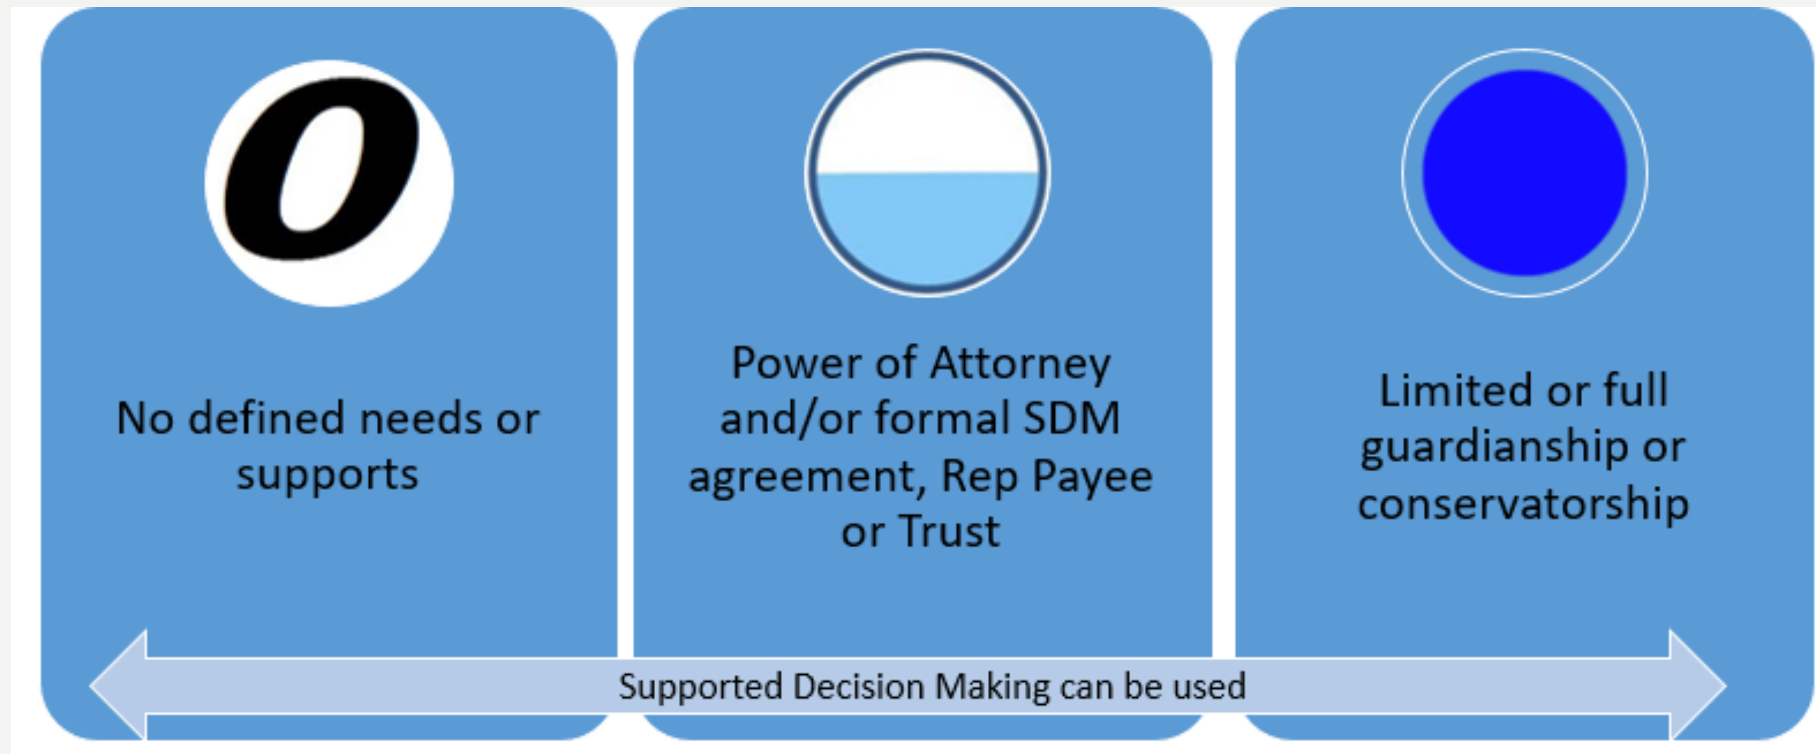 o
No defined needs or
supports
Power of Attorney
and/or formal SDM
agreement, Rep Payee
or Trust
Limited or full
guardianship or
conservatorship
Supported Decision Making can be used